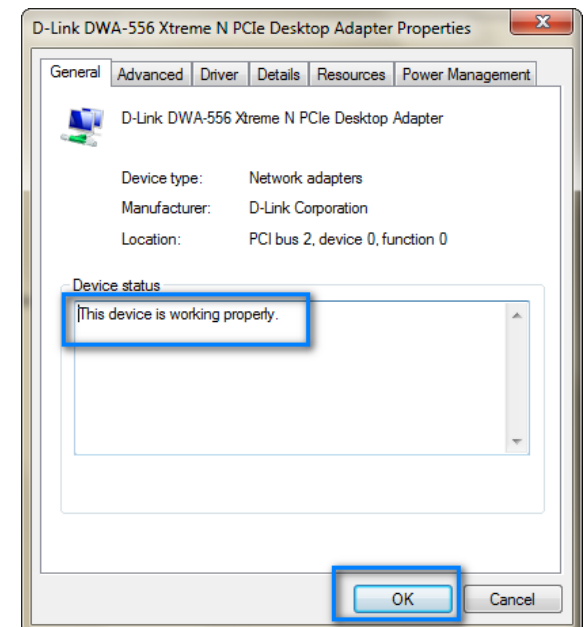 D-Link DWA-556 Xtreme N PCIe Desktop Adapter Properties
General Advanced Driver Details Resources Power Management
D-Link DWA-556 Xtreme N PCIe Desktop Adapter
Device type: Network adapters
Manufacturer: D-Link Corporation
Location: PCI bus 2, device 0, function 0
Device status
This device is working properly.
OK Cancel